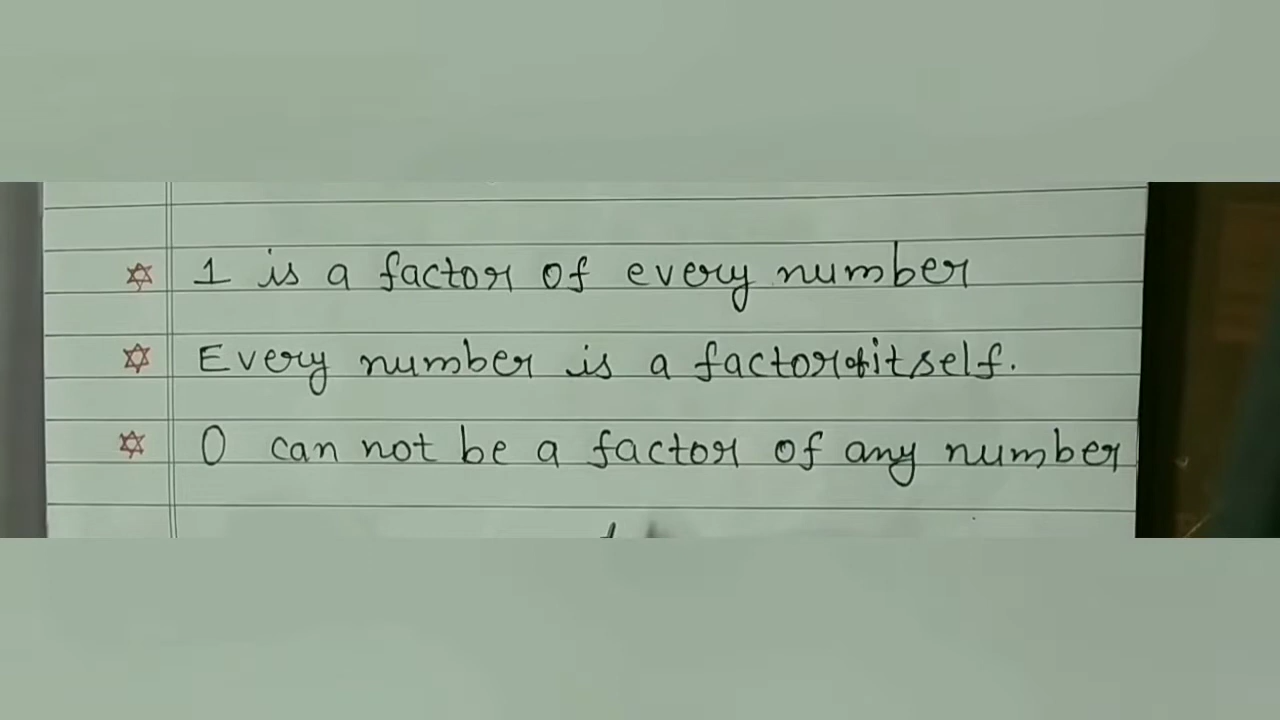 1 is a factor of every number
Every number is a factor of itself.
0 can not be a factor of any number